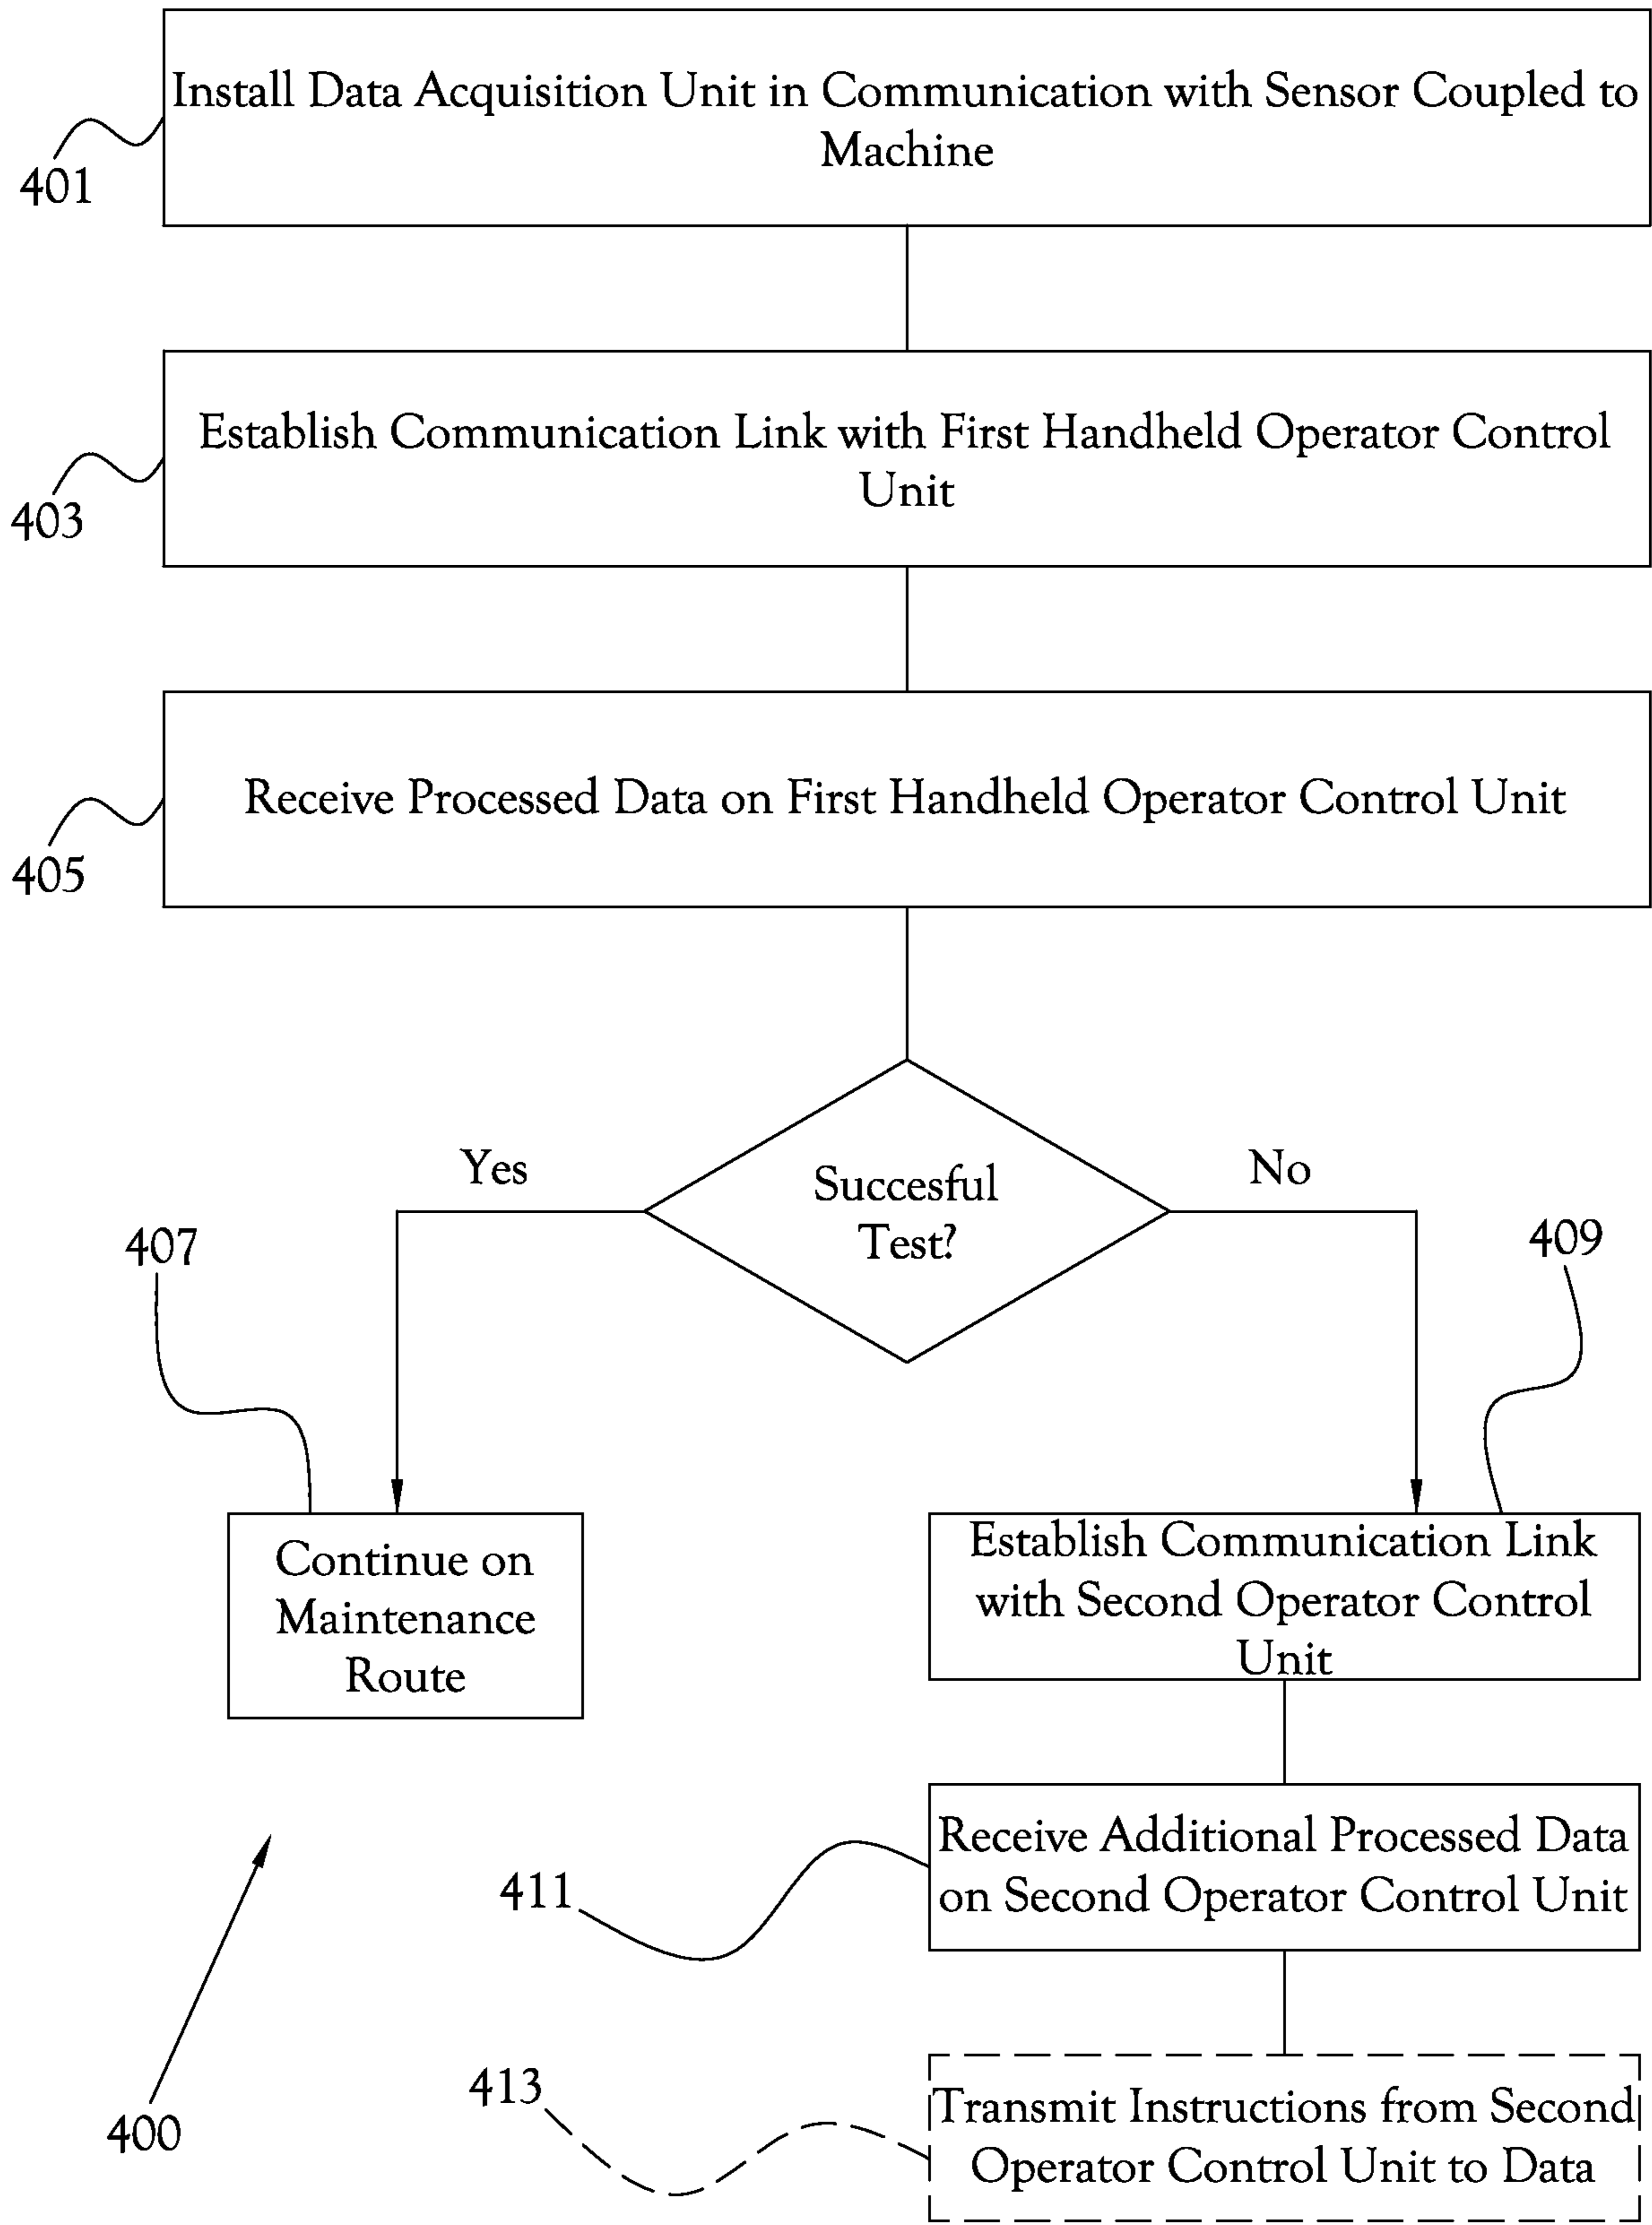 Install Data Acquisition Unit in Communication with Sensor Coupled to
Machine
401
Establish Communication Link with First Handheld Operator Control
Unit
403
Receive Processed Data on First Handheld Operator Control Unit
405
Yes
No
Succesful
Test?
407
409
Continue on
Maintenance
Route
Establish Communication Link
with Second Operator Control
Unit
Receive Additional Processed Data
on Second Operator Control Unit
411
413
Transmit Instructions from Second
Operator Control Unit to Data
400